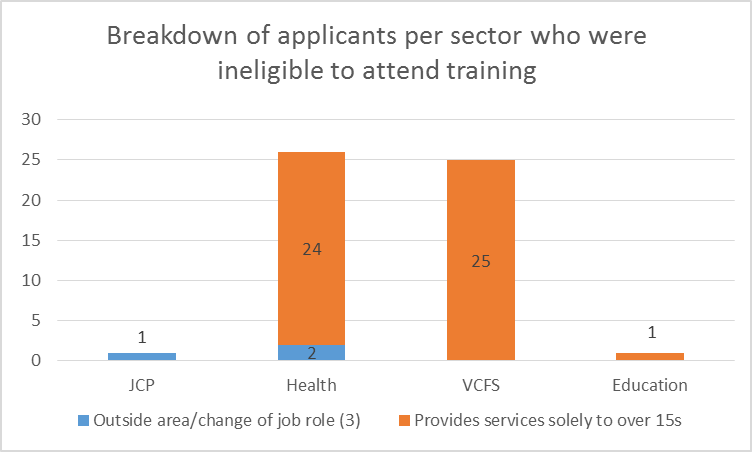 Breakdown of applicants per sector who were
ineligible to attend training
30
25
20
15
10
5
0
1
24
2
25
1
JCP
Health
VCFS
Education
Outside area/change of job role (3)
Provides services solely to over 15s